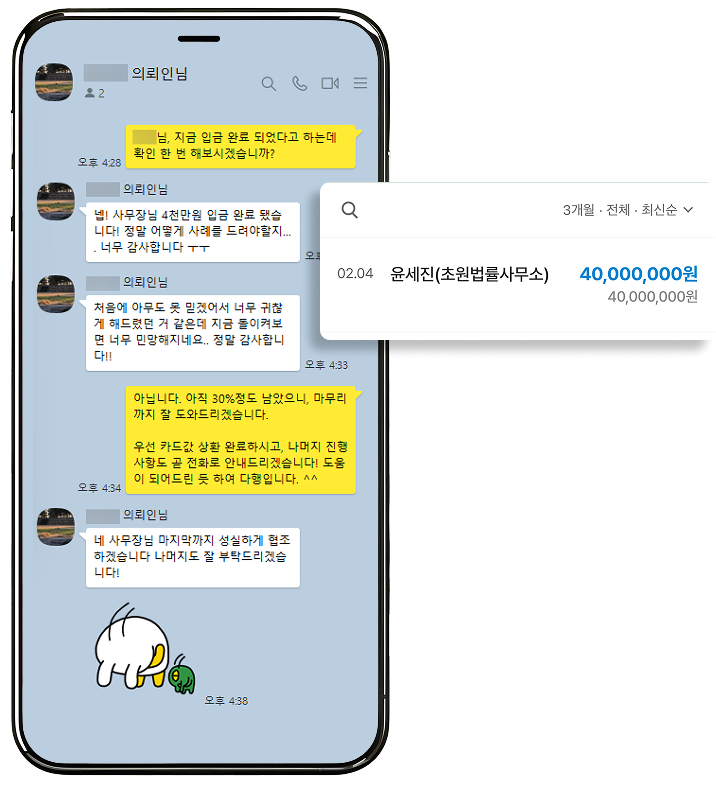 의뢰인님
2
님, 지금 입금 완료 되었다고 하는데
확인 한 번 해보시겠습니까?
오후 4:28
의뢰인님
넵! 사무장님 4천만원 입금 완료 됐습
니다! 정말 어떻게 사례를 드려야할지...
. 너무 감사합니다 ㅜㅜ
오후
3개월 · 전체 · 최신순
02.04 윤세진(초원법률사무소) 40,000,000원
40,000,000원
의뢰인님
처음에 아무도 못 믿겠어서 너무 귀찮
게 해드렸던 거 같은데 지금 돌이켜보
면 너무 민망해지네요.. 정말 감사합니
다!!
오후 4:33
아닙니다. 아직 30%정도 남았으니, 마무리
까지 잘 도와드리겠습니다.
우선 카드값 상환 완료하시고, 나머지 진행
사항도 곧 전화로 안내드리겠습니다! 도움
이 되어드린 듯 하여 다행입니다. ^^
오후 4:34
의뢰인님
네 사무장님 마지막까지 성실하게 협조
하겠습니다 나머지도 잘 부탁드리겠습
니다!
오후 4:38